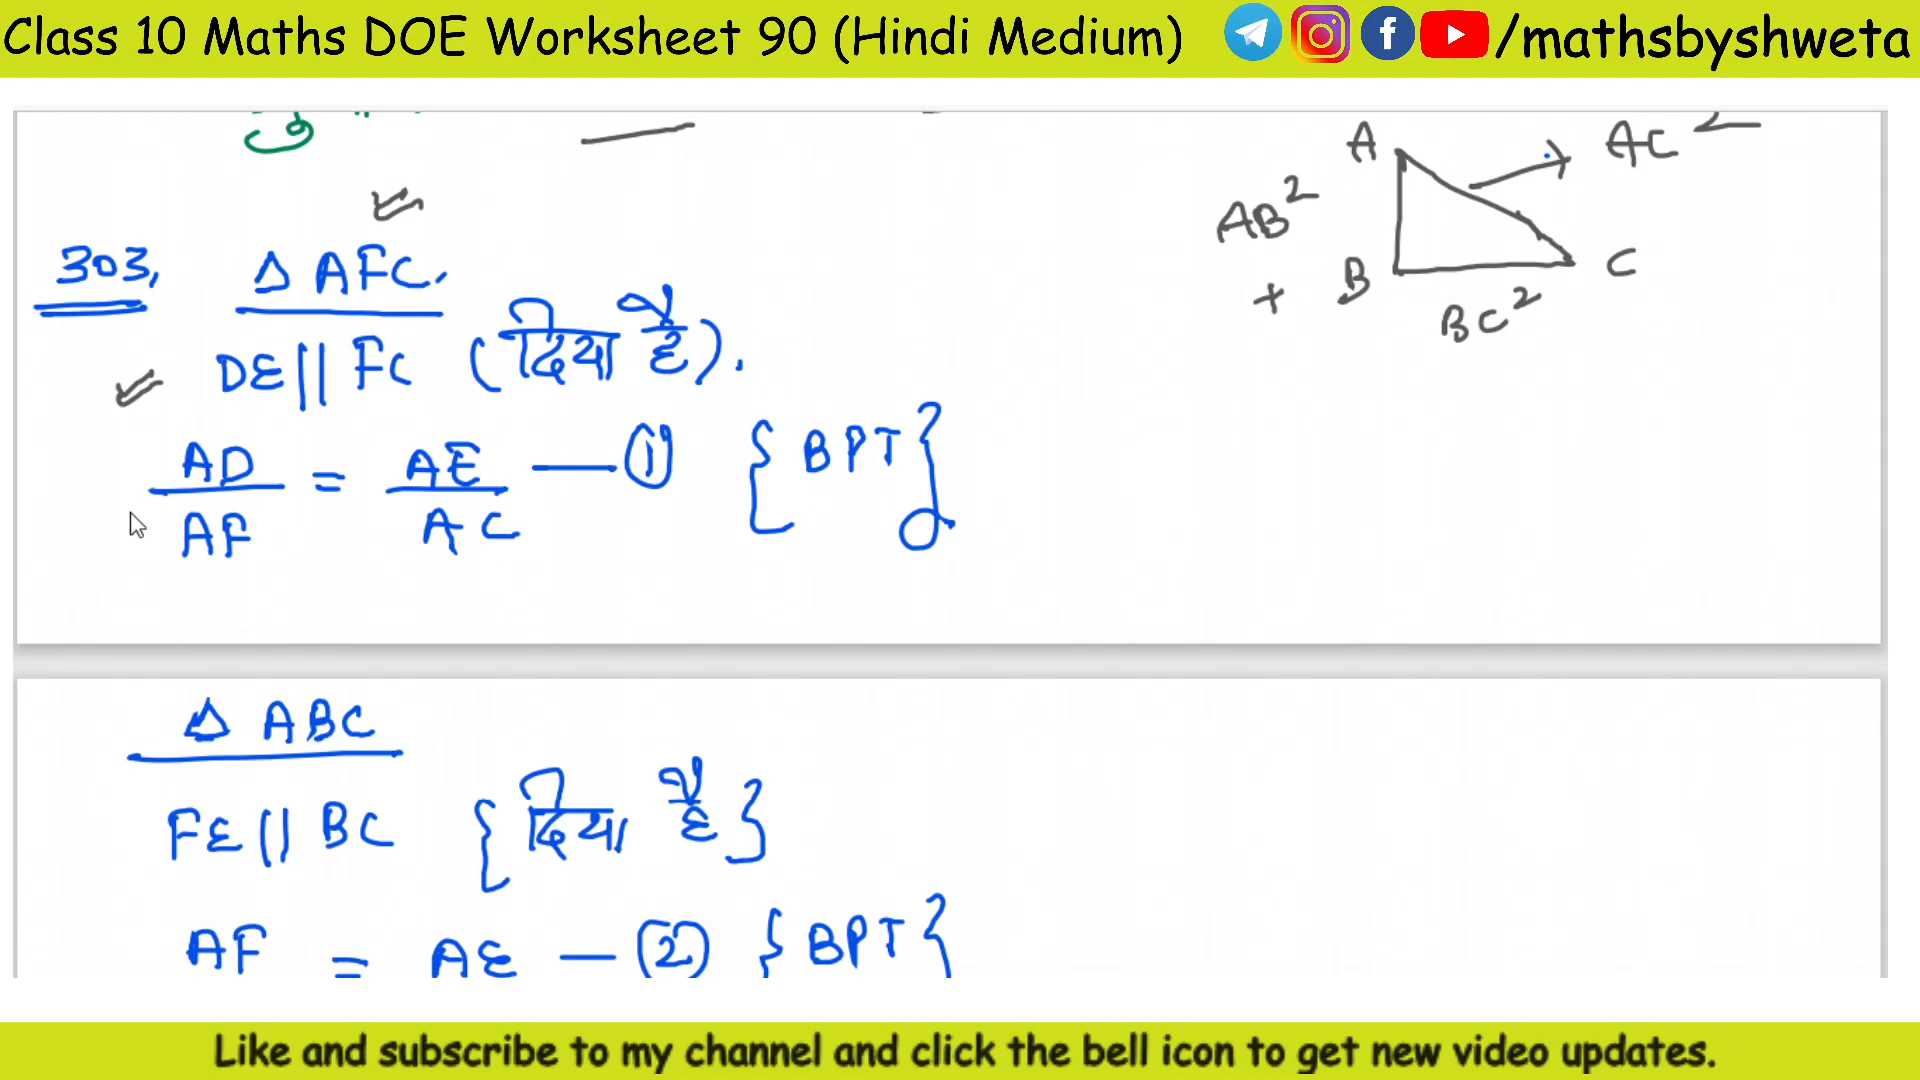 Class 10 Maths DOE Worksheet 90 (Hindi Medium) /mathsbyshweta
A AC²
AB²
+ B C
BC²
303, Δ AFC,
DE || FC (दिया है).
AD/AF = AE/AC — ① {BPT}
Δ ABC
FE || BC {दिया है}
AF = AE — ② {BPT}
Like and subscribe to my channel and click the bell icon to get new video updates.